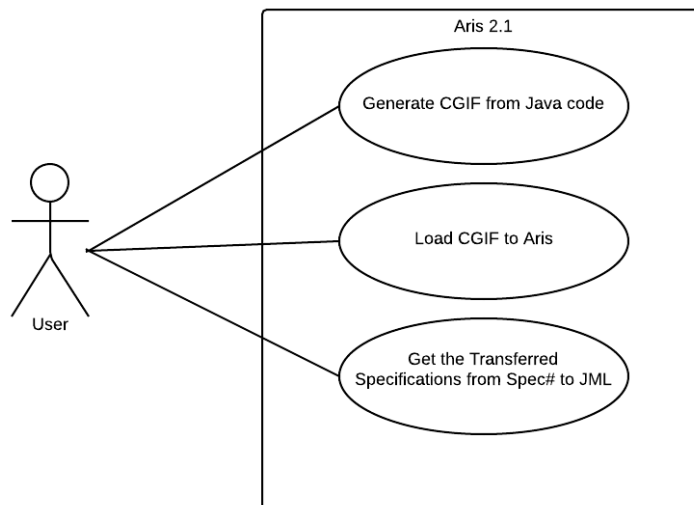 Aris 2.1
Generate CGIF from Java code
Load CGIF to Aris
User
Get the Transferred
Specifications from Spec# to JML